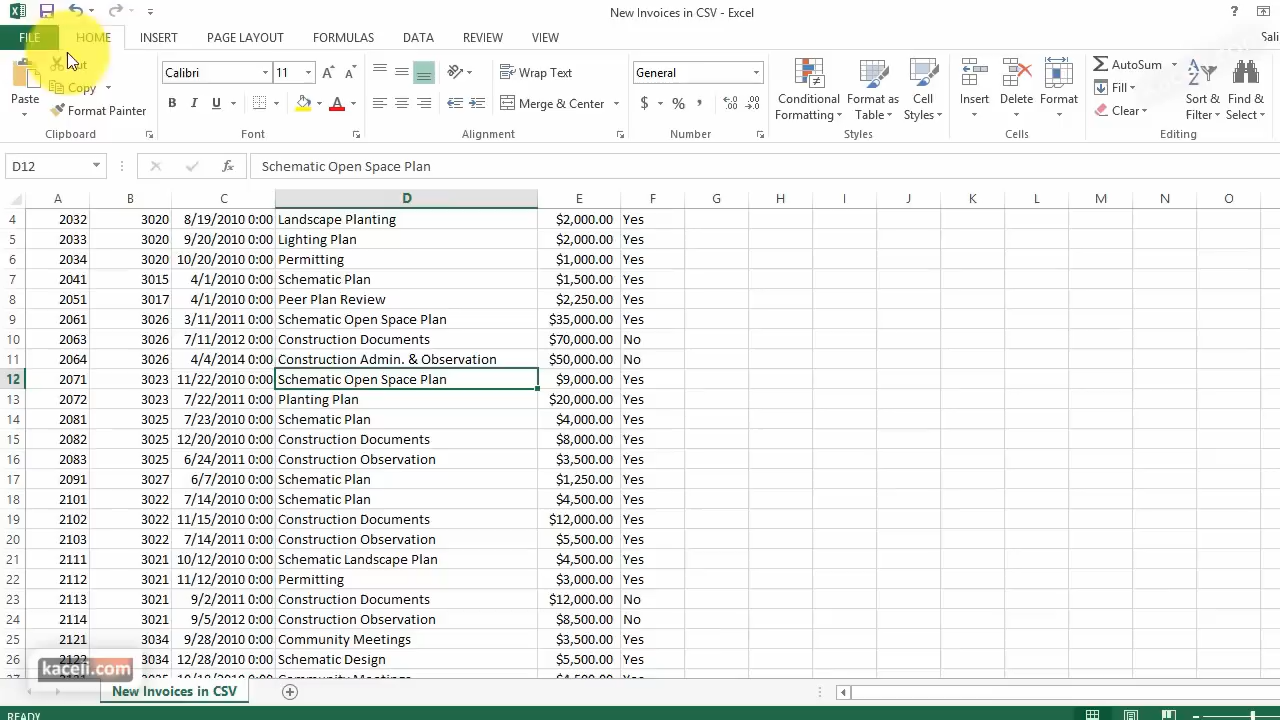 New Invoices in CSV - Excel
?
FILE HOME INSERT PAGE LAYOUT FORMULAS DATA REVIEW VIEW Sali
Paste
Cut
Copy
Format Painter
Clipboard
Calibri 11
B I U
Font
Wrap Text
Merge & Center
Alignment
General
$ % ,
Number
Conditional Formatting
Format as Table
Cell Styles
Styles
Insert
Delete
Format
Cells
AutoSum
Fill
Clear
Sort & Filter
Find & Select
Editing
D12 fx Schematic Open Space Plan
A B C D E F G H I J K L M N O
4 2032 3020 8/19/2010 0:00 Landscape Planting $2,000.00 Yes
5 2033 3020 9/20/2010 0:00 Lighting Plan $2,000.00 Yes
6 2034 3020 10/20/2010 0:00 Permitting $1,000.00 Yes
7 2041 3015 4/1/2010 0:00 Schematic Plan $1,500.00 Yes
8 2051 3017 4/1/2010 0:00 Peer Plan Review $2,250.00 Yes
9 2061 3026 3/11/2011 0:00 Schematic Open Space Plan $35,000.00 Yes
10 2063 3026 7/11/2012 0:00 Construction Documents $70,000.00 No
11 2064 3026 4/4/2014 0:00 Construction Admin. & Observation $50,000.00 No
12 2071 3023 11/22/2010 0:00 Schematic Open Space Plan $9,000.00 Yes
13 2072 3023 7/22/2011 0:00 Planting Plan $20,000.00 Yes
14 2081 3025 7/23/2010 0:00 Schematic Plan $4,000.00 Yes
15 2082 3025 12/20/2010 0:00 Construction Documents $8,000.00 Yes
16 2083 3025 6/24/2011 0:00 Construction Observation $3,500.00 Yes
17 2091 3027 6/7/2010 0:00 Schematic Plan $1,250.00 Yes
18 2101 3022 7/14/2010 0:00 Schematic Plan $4,500.00 Yes
19 2102 3022 11/15/2010 0:00 Construction Documents $12,000.00 Yes
20 2103 3022 7/14/2011 0:00 Construction Observation $5,500.00 Yes
21 2111 3021 10/12/2010 0:00 Schematic Landscape Plan $4,500.00 Yes
22 2112 3021 11/12/2010 0:00 Permitting $3,000.00 Yes
23 2113 3021 9/2/2011 0:00 Construction Documents $12,000.00 No
24 2114 3021 9/5/2012 0:00 Construction Observation $8,500.00 No
25 2121 3034 9/28/2010 0:00 Community Meetings $3,500.00 Yes
26 2122 3034 12/28/2010 0:00 Schematic Design $5,500.00 Yes
kaceli.com
New Invoices in CSV
READY